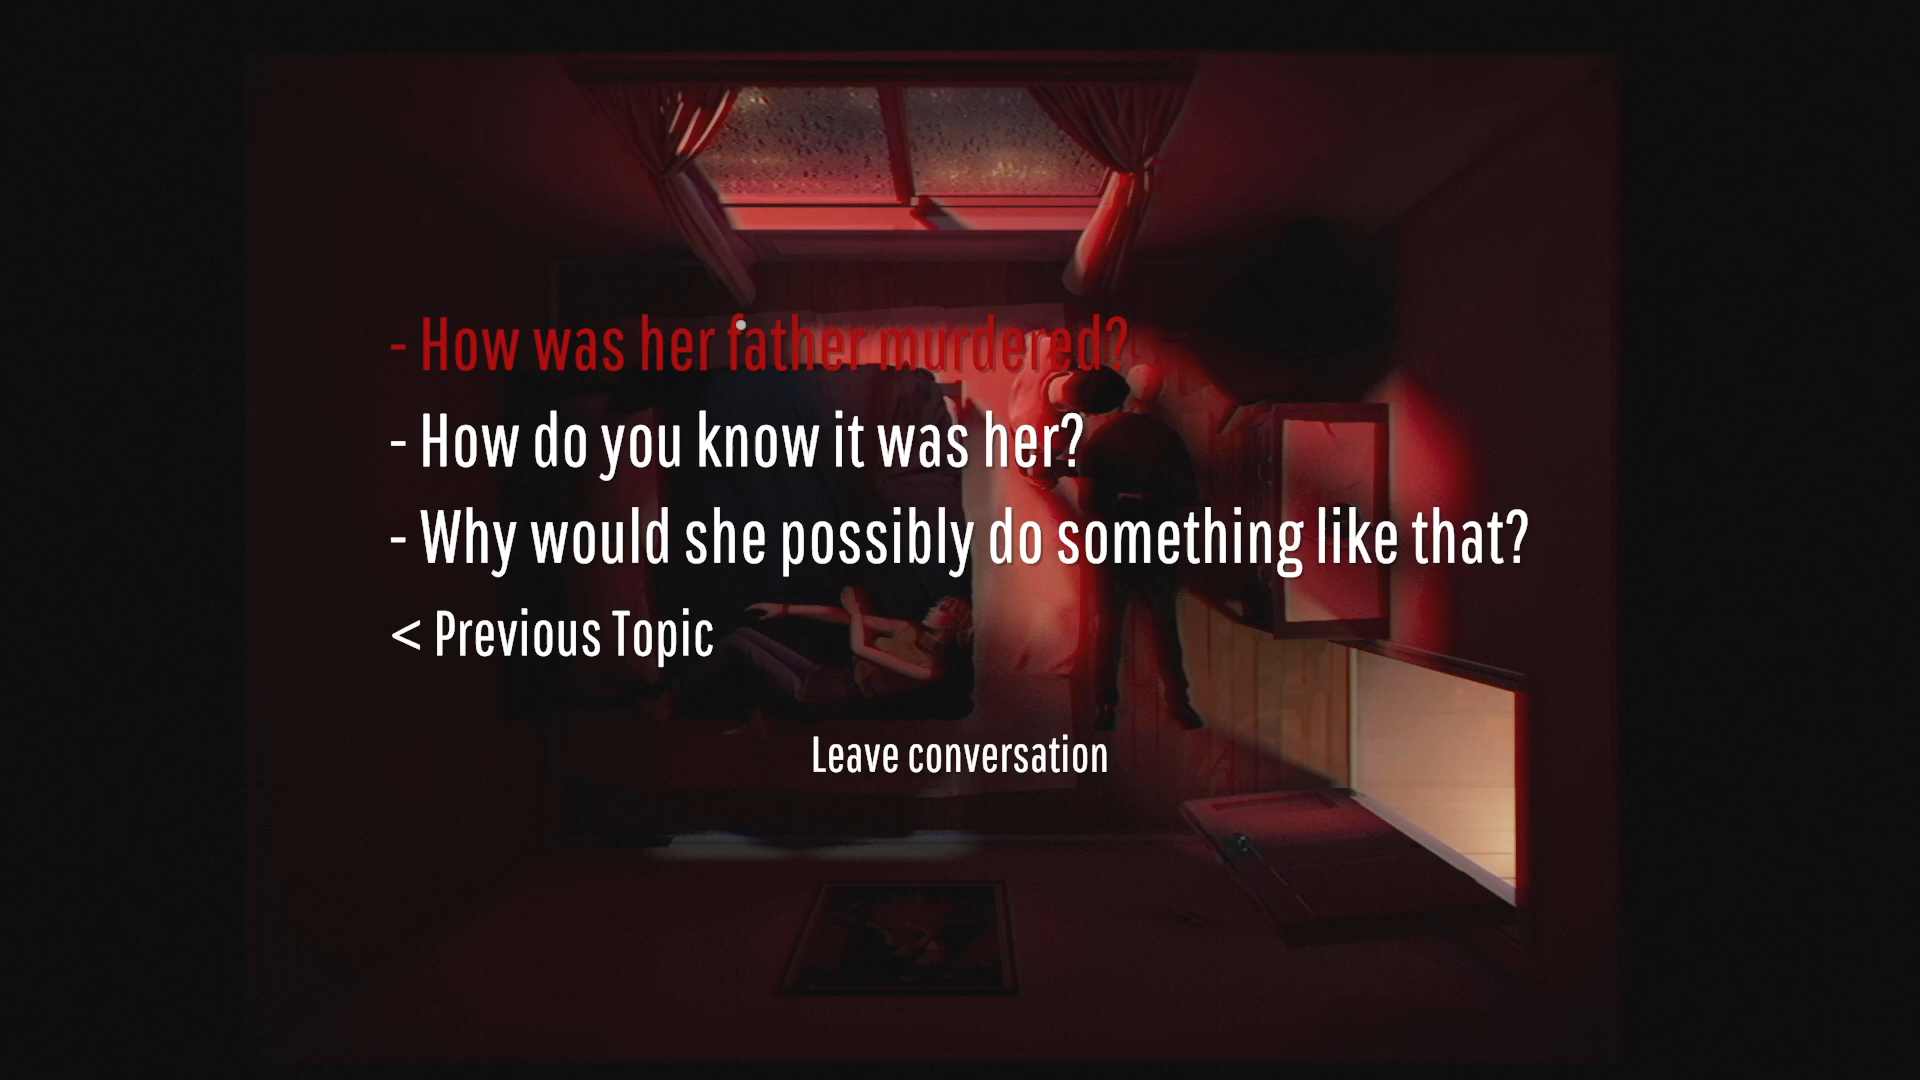 - How was her father murdered?
- How do you know it was her?
- Why would she possibly do something like that?
< Previous Topic
Leave conversation